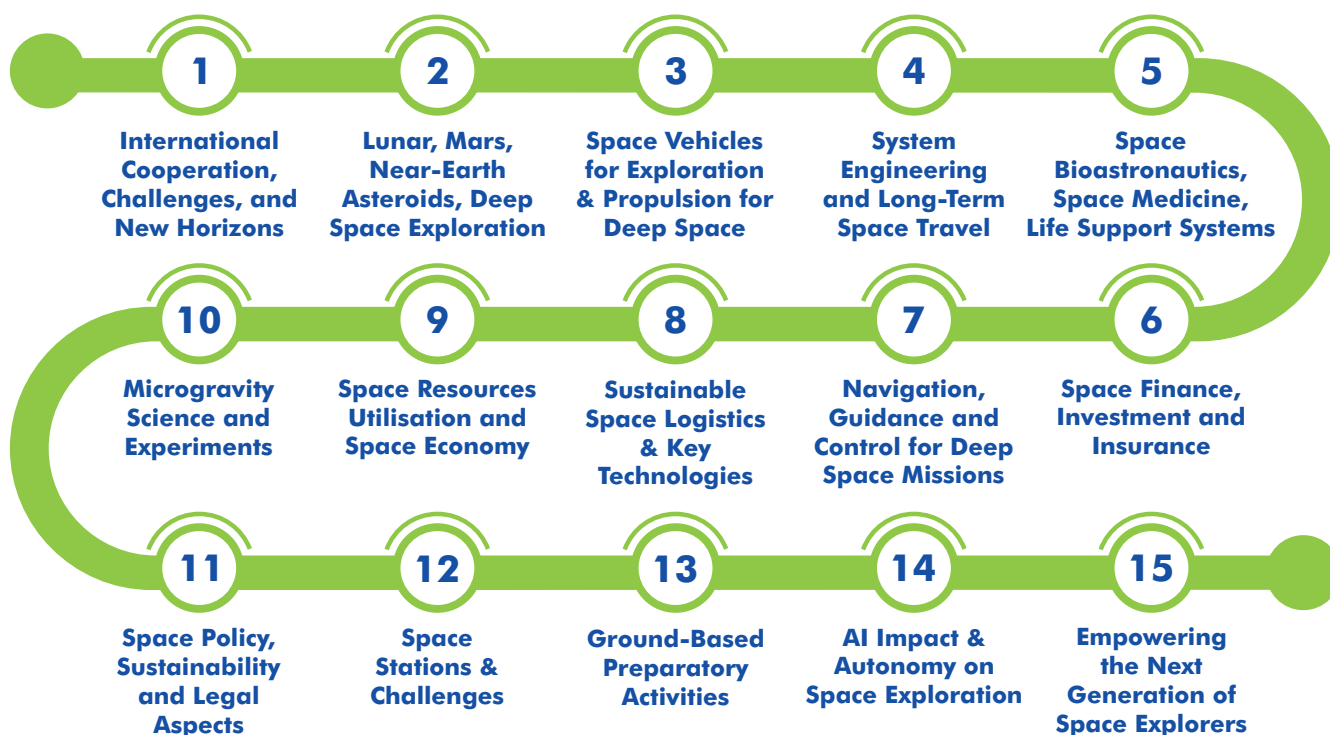 1
International
Cooperation,
Challenges, and
New Horizons
2
Lunar, Mars,
Near-Earth
Asteroids, Deep
Space Exploration
3
Space Vehicles
for Exploration
& Propulsion for
Deep Space
4
System
Engineering
and Long-Term
Space Travel
5
Space
Bioastronautics,
Space Medicine,
Life Support Systems
6
Space Finance,
Investment and
Insurance
7
Navigation,
Guidance and
Control for Deep
Space Missions
8
Sustainable
Space Logistics
& Key
Technologies
9
Space Resources
Utilisation and
Space Economy
10
Microgravity
Science and
Experiments
11
Space Policy,
Sustainability
and Legal
Aspects
12
Space
Stations &
Challenges
13
Ground-Based
Preparatory
Activities
14
AI Impact &
Autonomy on
Space Exploration
15
Empowering
the Next
Generation of
Space Explorers